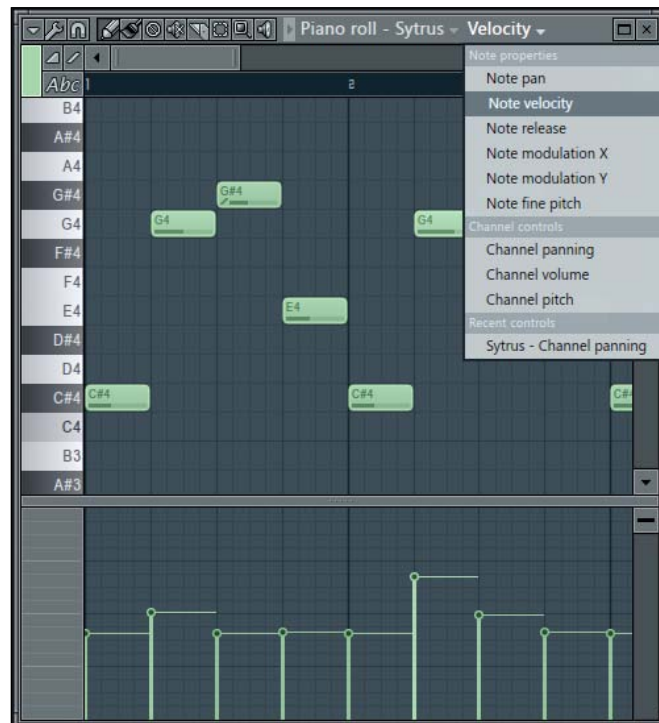 Piano roll - Sytrus Velocity
Note properties
Abc 1 2
Note pan
B4
Note velocity
A#4
Note release
A4
Note modulation X
G#4 G#4
Note modulation Y
G4 G4 G4
Note fine pitch
Channel controls
F#4
Channel panning
F4
Channel volume
E4 E4
Channel pitch
D#4
Recent controls
Sytrus - Channel panning
D4
C#4 C#4 C#4 C#
C4
B3
A#3